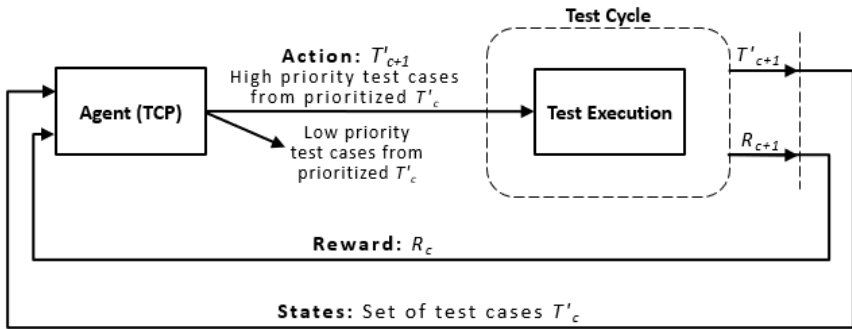 Test Cycle
Action: T'c+1
High priority test cases
from prioritized T'c
Agent (TCP)
Test Execution
T'c+1
Low priority
test cases from
prioritized T'c
Rc+1
Reward: Rc
States: Set of test cases T'c